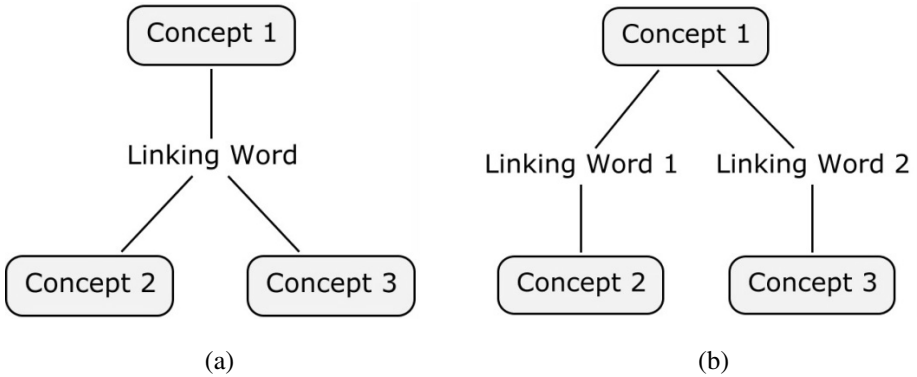 Concept 1
Linking Word
Concept 2
Concept 3
(a)
Concept 1
Linking Word 1
Linking Word 2
Concept 2
Concept 3
(b)